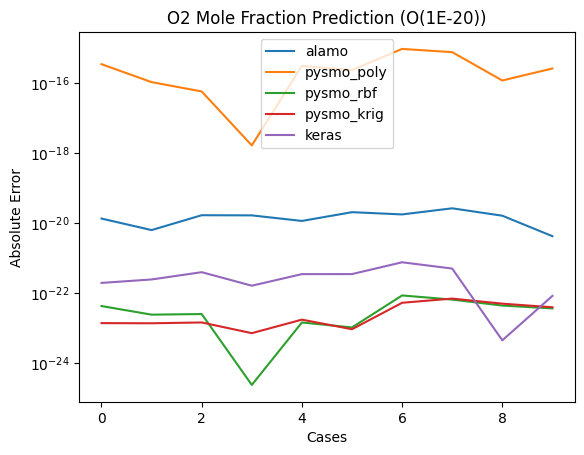 O2 Mole Fraction Prediction (O(1E-20))
alamo
pysmo_poly
pysmo_rbf
pysmo_krig
keras
Absolute Error
10⁻¹⁶
10⁻¹⁸
10⁻²⁰
10⁻²²
10⁻²⁴
0 2 4 6 8
Cases